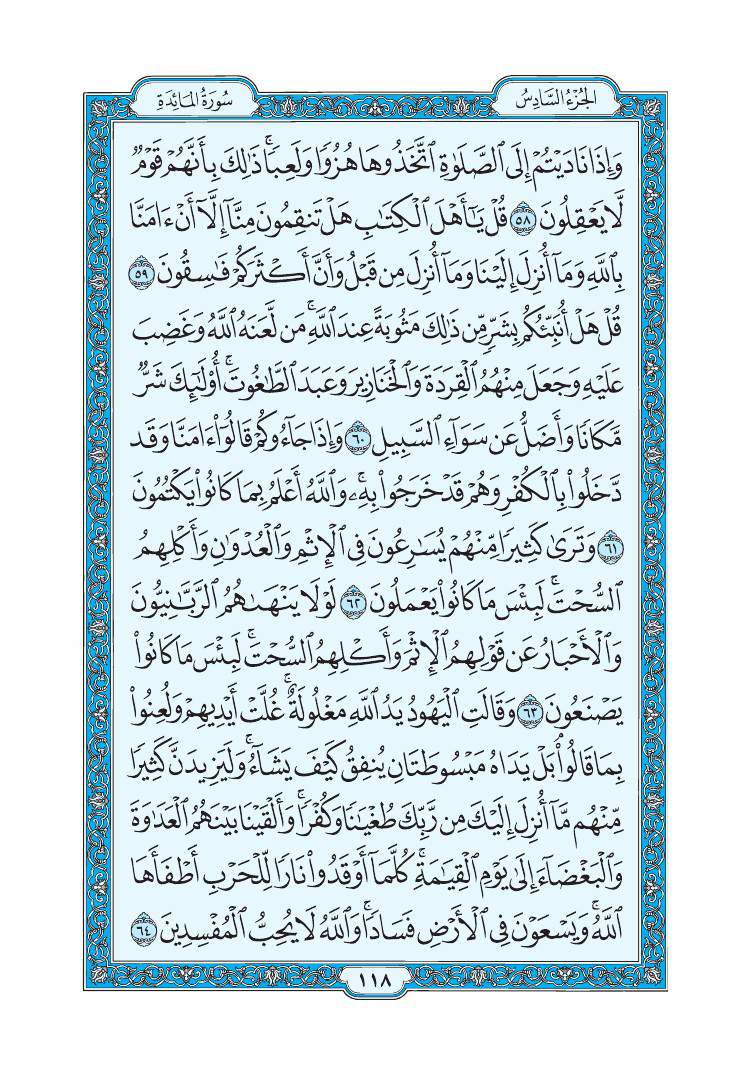 الجُزْءُ السَّادِسُ
سُورَةُ المَائِدَةِ
وَإِذَا نَادَيْتُمْ إِلَى ٱلصَّلَوٰةِ ٱتَّخَذُوهَا هُزُوٗا وَلَعِبٗاۚ ذَٰلِكَ بِأَنَّهُمْ قَوْمٞ
لَّا يَعْقِلُونَ ٥٨ قُلْ يَـٰٓأَهْلَ ٱلْكِتَـٰبِ هَلْ تَنقِمُونَ مِنَّآ إِلَّآ أَنْ ءَامَنَّا
بِٱللَّهِ وَمَآ أُنزِلَ إِلَيْنَا وَمَآ أُنزِلَ مِن قَبْلُ وَأَنَّ أَكْثَرَكُمْ فَـٰسِقُونَ ٥٩
قُلْ هَلْ أُنَبِّئُكُم بِشَرّٖ مِّن ذَٰلِكَ مَثُوبَةً عِندَ ٱللَّهِۚ مَن لَّعَنَهُ ٱللَّهُ وَغَضِبَ
عَلَيْهِ وَجَعَلَ مِنْهُمُ ٱلْقِرَدَةَ وَٱلْخَنَازِيرَ وَعَبَدَ ٱلطَّـٰغُوتَۚ أُوْلَـٰٓئِكَ شَرّٞ
مَّكَانٗا وَأَضَلُّ عَن سَوَآءِ ٱلسَّبِيلِ ٦٠ وَإِذَا جَآءُوكُمْ قَالُوٓاْ ءَامَنَّا وَقَد
دَّخَلُواْ بِٱلْكُفْرِ وَهُمْ قَدْ خَرَجُواْ بِهِۦۚ وَٱللَّهُ أَعْلَمُ بِمَا كَانُواْ يَكْتُمُونَ
٦١ وَتَرَىٰ كَثِيرٗا مِّنْهُمْ يُسَـٰرِعُونَ فِى ٱلْإِثْمِ وَٱلْعُدْوَٰنِ وَأَكْلِهِمُ
ٱلسُّحْتَۚ لَبِئْسَ مَا كَانُواْ يَعْمَلُونَ ٦٢ لَوْلَا يَنْهَىٰهُمُ ٱلرَّبَّـٰنِيُّونَ
وَٱلْأَحْبَارُ عَن قَوْلِهِمُ ٱلْإِثْمَ وَأَكْلِهِمُ ٱلسُّحْتَۚ لَبِئْسَ مَا كَانُواْ
يَصْنَعُونَ ٦٣ وَقَالَتِ ٱلْيَهُودُ يَدُ ٱللَّهِ مَغْلُولَةٌۚ غُلَّتْ أَيْدِيهِمْ وَلُعِنُواْ
بِمَا قَالُواْۘ بَلْ يَدَاهُ مَبْسُوطَتَانِ يُنفِقُ كَيْفَ يَشَآءُۚ وَلَيَزِيدَنَّ كَثِيرٗا
مِّنْهُم مَّآ أُنزِلَ إِلَيْكَ مِن رَّبِّكَ طُغْيَـٰنٗا وَكُفْرٗاۚ وَأَلْقَيْنَا بَيْنَهُمُ ٱلْعَدَٰوَةَ
وَٱلْبَغْضَآءَ إِلَىٰ يَوْمِ ٱلْقِيَـٰمَةِۚ كُلَّمَآ أَوْقَدُواْ نَارٗا لِّلْحَرْبِ أَطْفَأَهَا
ٱللَّهُۚ وَيَسْعَوْنَ فِى ٱلْأَرْضِ فَسَادٗاۚ وَٱللَّهُ لَا يُحِبُّ ٱلْمُفْسِدِينَ ٦٤
١١٨